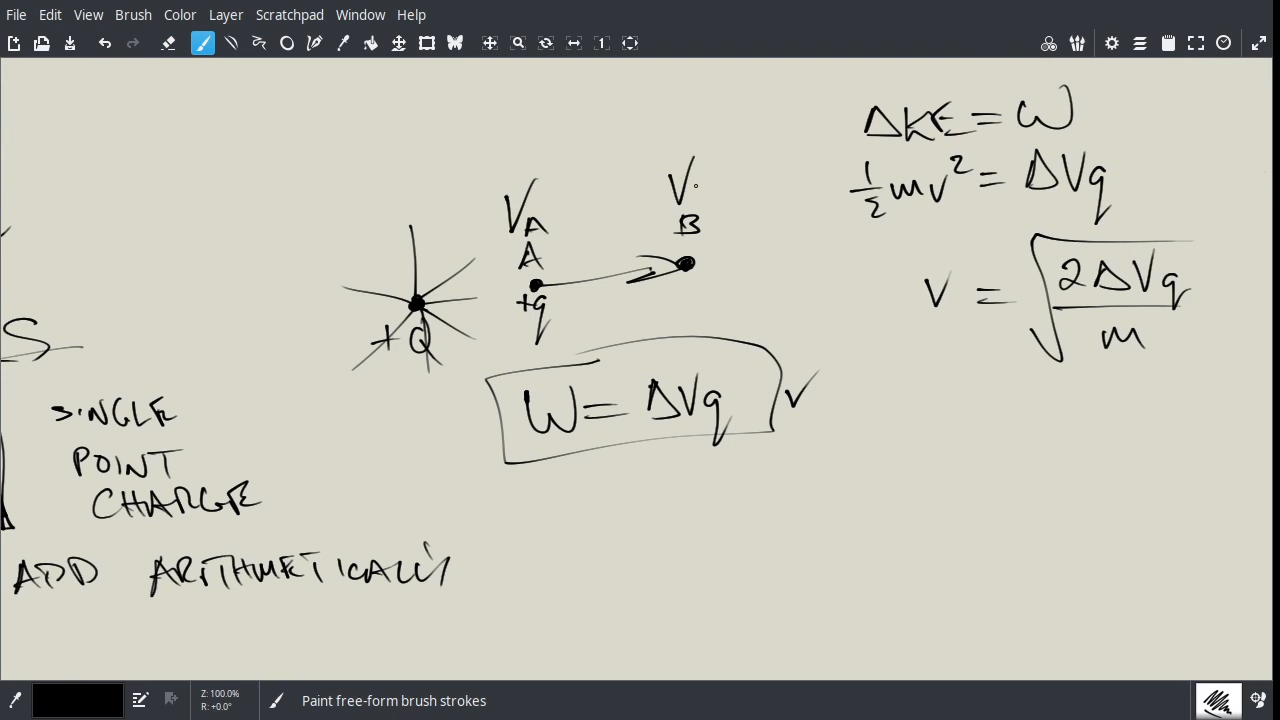 File Edit View Brush Color Layer Scratchpad Window Help
1
ΔKE = W
½mv² = ΔVq
v = √(2ΔVq/m)
V_A
V
A
B
+q
+Q
W = ΔVq
S
SINGLE
POINT
CHARGE
ADD ARITHMETICALLY
Z: 100.0%
R: +0.0°
Paint free-form brush strokes